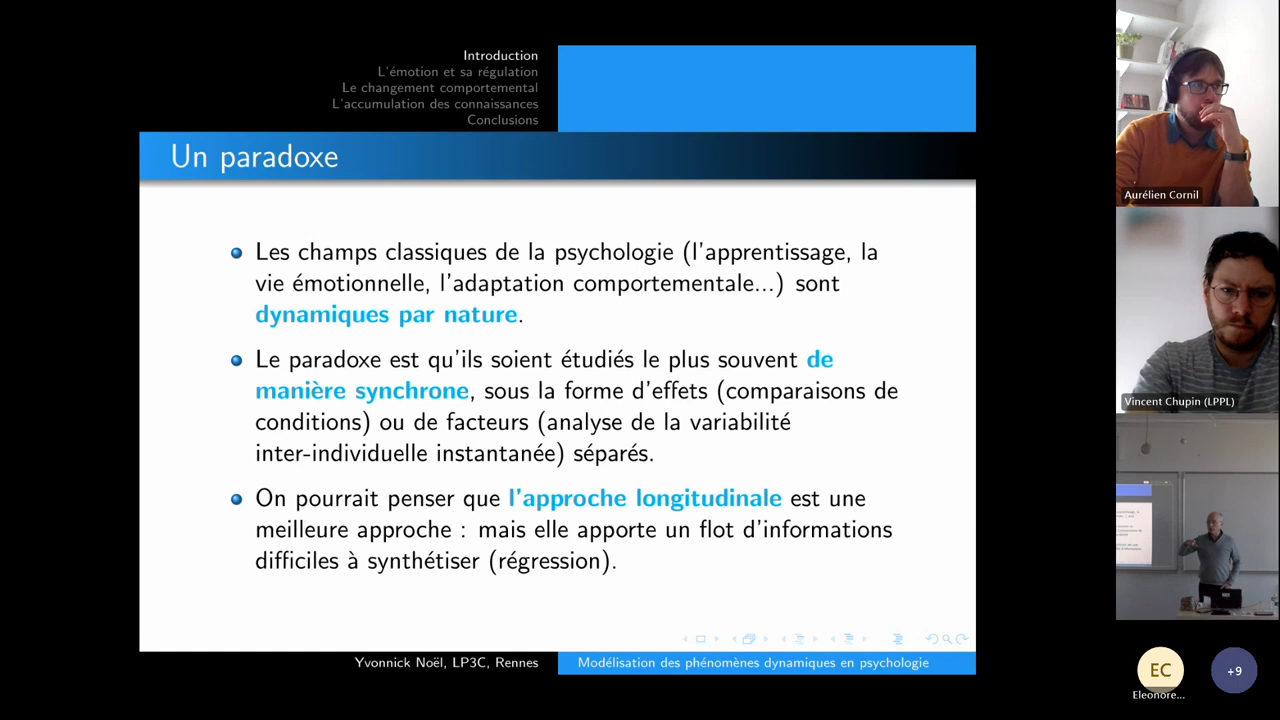 Introduction
L'émotion et sa régulation
Le changement comportemental
L'accumulation des connaissances
Conclusions
Un paradoxe
Les champs classiques de la psychologie (l'apprentissage, la
vie émotionnelle, l'adaptation comportementale...) sont
dynamiques par nature.
Le paradoxe est qu'ils soient étudiés le plus souvent de
manière synchrone, sous la forme d'effets (comparaisons de
conditions) ou de facteurs (analyse de la variabilité
inter-individuelle instantanée) séparés.
On pourrait penser que l'approche longitudinale est une
meilleure approche : mais elle apporte un flot d'informations
difficiles à synthétiser (régression).
Yvonnick Noël, LP3C, Rennes
Modélisation des phénomènes dynamiques en psychologie
Aurélien Cornil
Vincent Chupin (LPPL)
EC
Eleonore...
+9